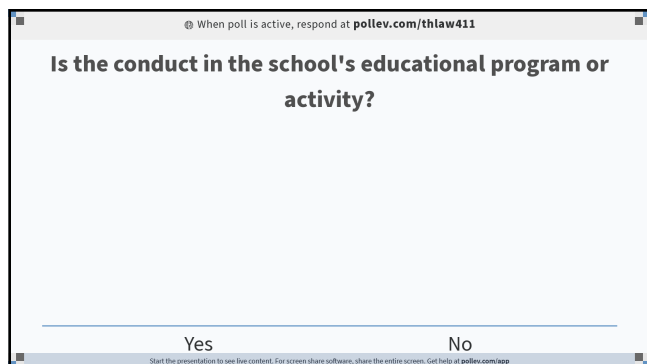 When poll is active, respond at pollev.com/thlaw411
Is the conduct in the school's educational program or
activity?
Yes No
Start the presentation to see live content. For screen share software, share the entire screen. Get help at pollev.com/app